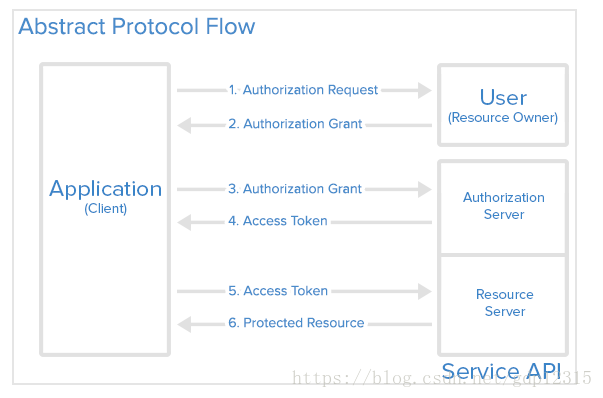 Abstract Protocol Flow
1. Authorization Request
User
(Resource Owner)
2. Authorization Grant
Application
(Client)
3. Authorization Grant
Authorization
Server
4. Access Token
5. Access Token
Resource
Server
6. Protected Resource
Service API
https://blog.csdn.net/gdp12315